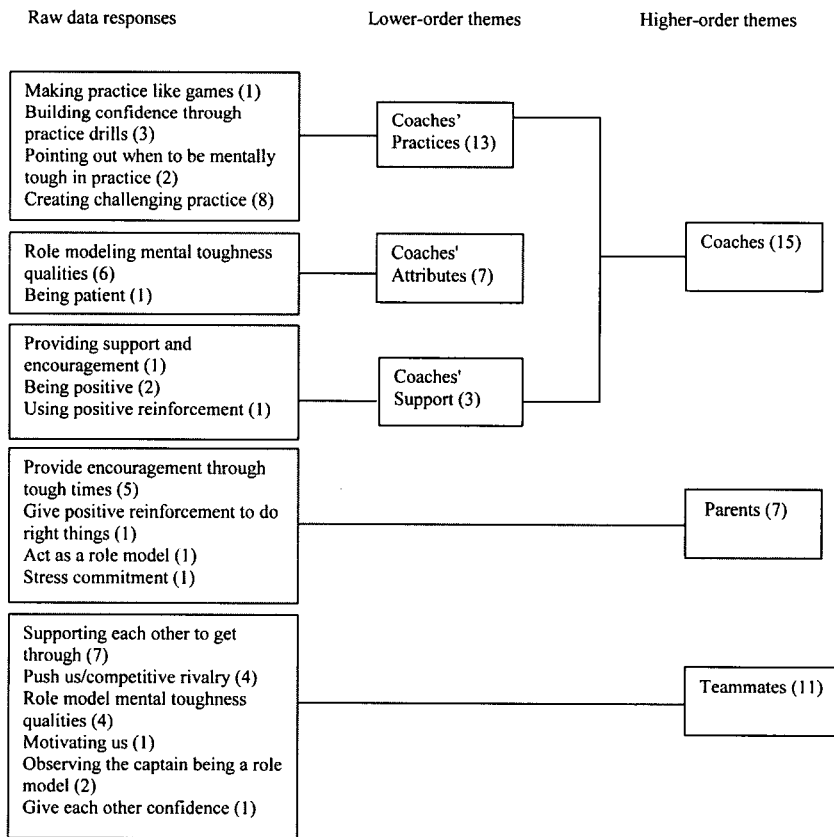 Raw data responses
Lower-order themes
Higher-order themes
Making practice like games (1)
Building confidence through
practice drills (3)
Pointing out when to be mentally
tough in practice (2)
Creating challenging practice (8)
Coaches’
Practices (13)
Role modeling mental toughness
qualities (6)
Being patient (1)
Coaches'
Attributes (7)
Coaches (15)
Providing support and
encouragement (1)
Being positive (2)
Using positive reinforcement (1)
Coaches'
Support (3)
Provide encouragement through
tough times (5)
Give positive reinforcement to do
right things (1)
Act as a role model (1)
Stress commitment (1)
Parents (7)
Supporting each other to get
through (7)
Push us/competitive rivalry (4)
Role model mental toughness
qualities (4)
Motivating us (1)
Observing the captain being a role
model (2)
Give each other confidence (1)
Teammates (11)